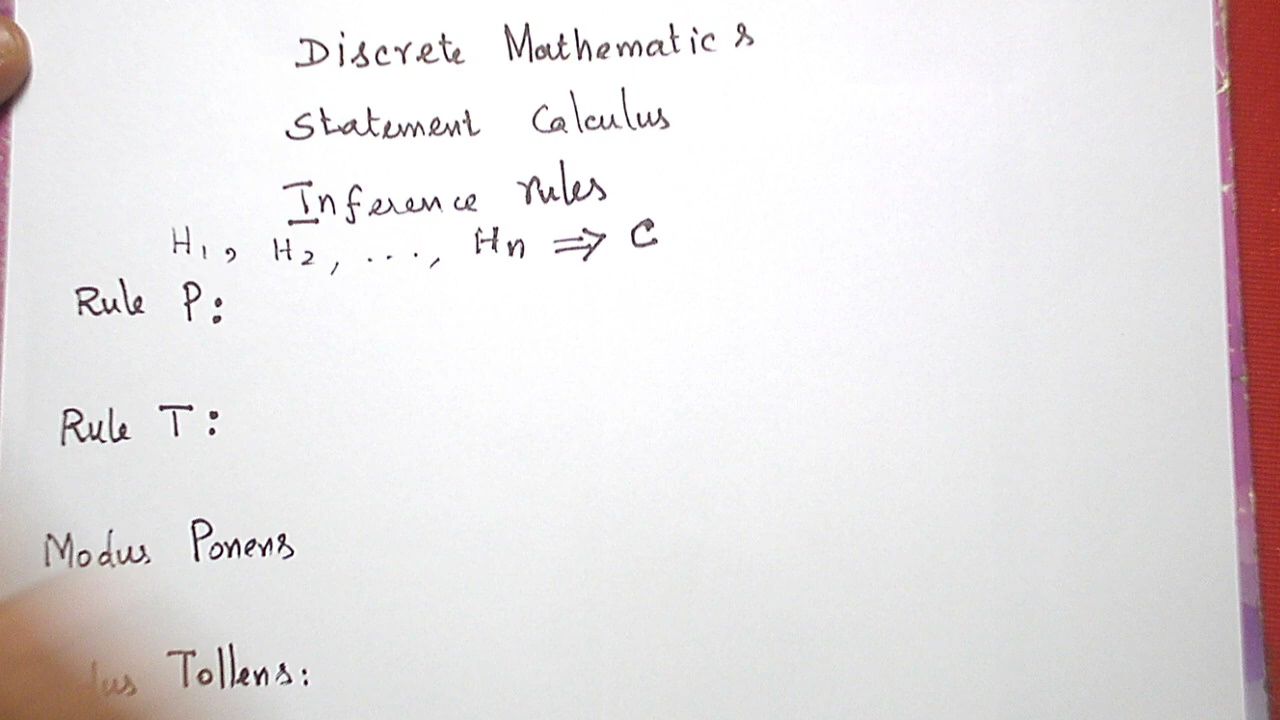 Discrete Mathematics
Statement Calculus
Inference rules
H₁, H₂, ..., Hn ⇒ C
Rule P:
Rule T:
Modus Ponens
Tollens: